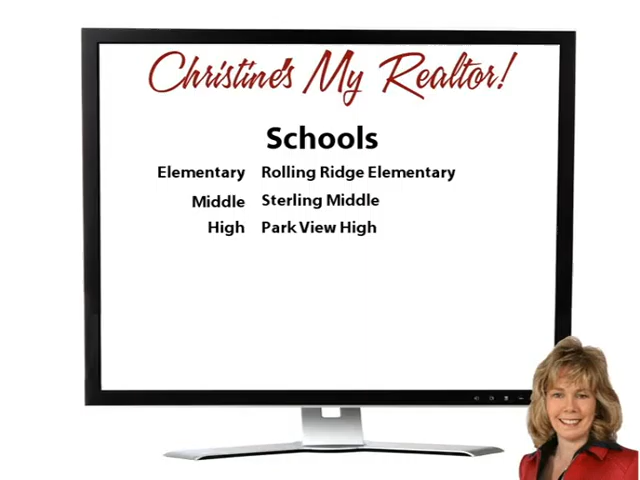 Christine's My Realtor!
Schools
Elementary Rolling Ridge Elementary
Middle Sterling Middle
High Park View High